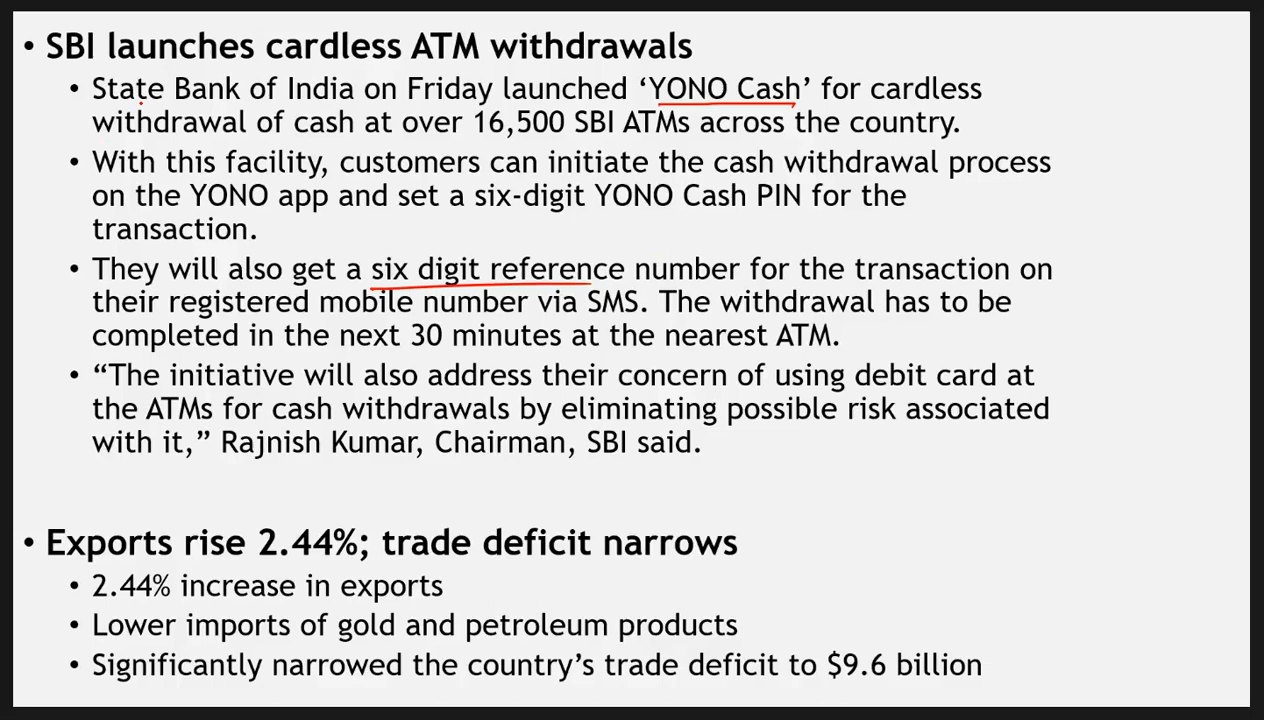 • SBI launches cardless ATM withdrawals
• State Bank of India on Friday launched ‘YONO Cash’ for cardless
withdrawal of cash at over 16,500 SBI ATMs across the country.
• With this facility, customers can initiate the cash withdrawal process
on the YONO app and set a six-digit YONO Cash PIN for the
transaction.
• They will also get a six digit reference number for the transaction on
their registered mobile number via SMS. The withdrawal has to be
completed in the next 30 minutes at the nearest ATM.
• “The initiative will also address their concern of using debit card at
the ATMs for cash withdrawals by eliminating possible risk associated
with it,” Rajnish Kumar, Chairman, SBI said.
• Exports rise 2.44%; trade deficit narrows
• 2.44% increase in exports
• Lower imports of gold and petroleum products
• Significantly narrowed the country’s trade deficit to $9.6 billion